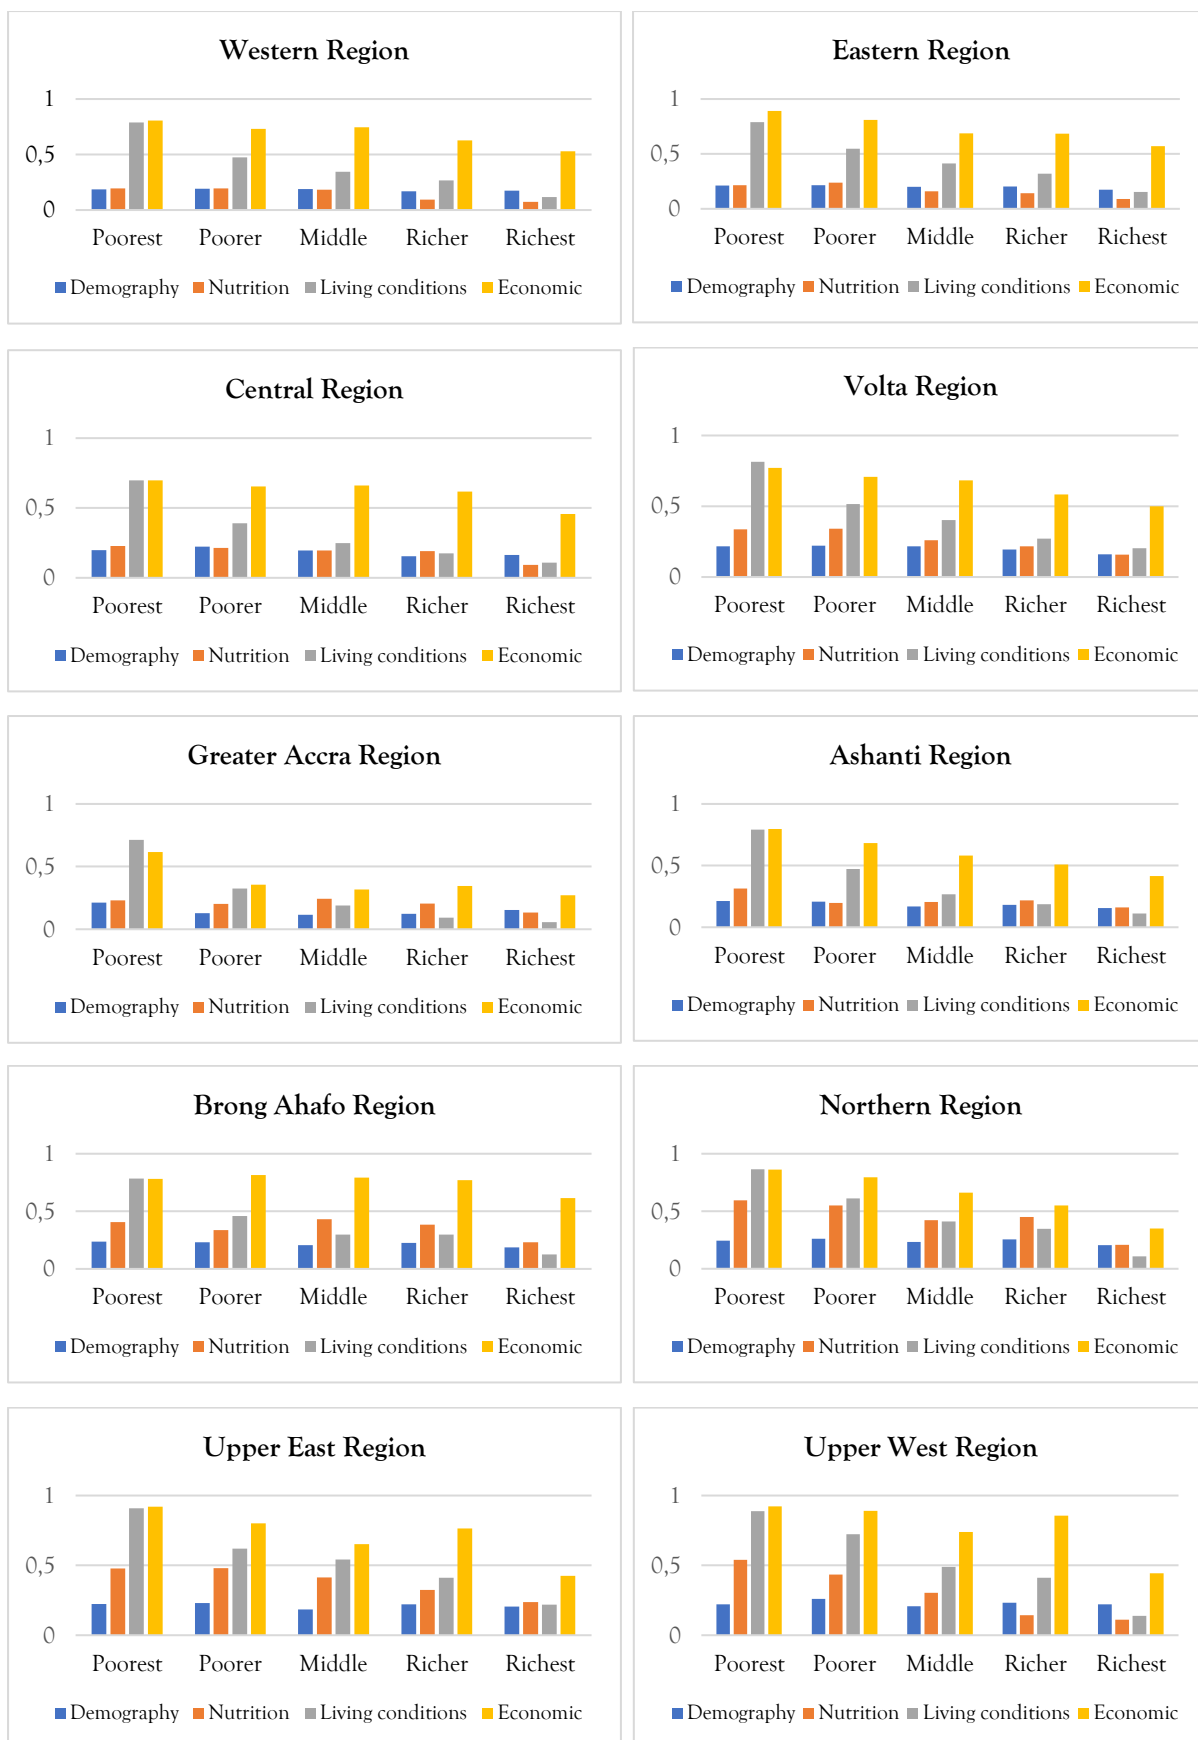 Western Region
1
0,5
0
Poorest Poorer Middle Richer Richest
Demography Nutrition Living conditions Economic
Eastern Region
1
0,5
0
Poorest Poorer Middle Richer Richest
Demography Nutrition Living conditions Economic
Central Region
1
0,5
0
Poorest Poorer Middle Richer Richest
Demography Nutrition Living conditions Economic
Volta Region
1
0,5
0
Poorest Poorer Middle Richer Richest
Demography Nutrition Living conditions Economic
Greater Accra Region
1
0,5
0
Poorest Poorer Middle Richer Richest
Demography Nutrition Living conditions Economic
Ashanti Region
1
0,5
0
Poorest Poorer Middle Richer Richest
Demography Nutrition Living conditions Economic
Brong Ahafo Region
1
0,5
0
Poorest Poorer Middle Richer Richest
Demography Nutrition Living conditions Economic
Northern Region
1
0,5
0
Poorest Poorer Middle Richer Richest
Demography Nutrition Living conditions Economic
Upper East Region
1
0,5
0
Poorest Poorer Middle Richer Richest
Demography Nutrition Living conditions Economic
Upper West Region
1
0,5
0
Poorest Poorer Middle Richer Richest
Demography Nutrition Living conditions Economic